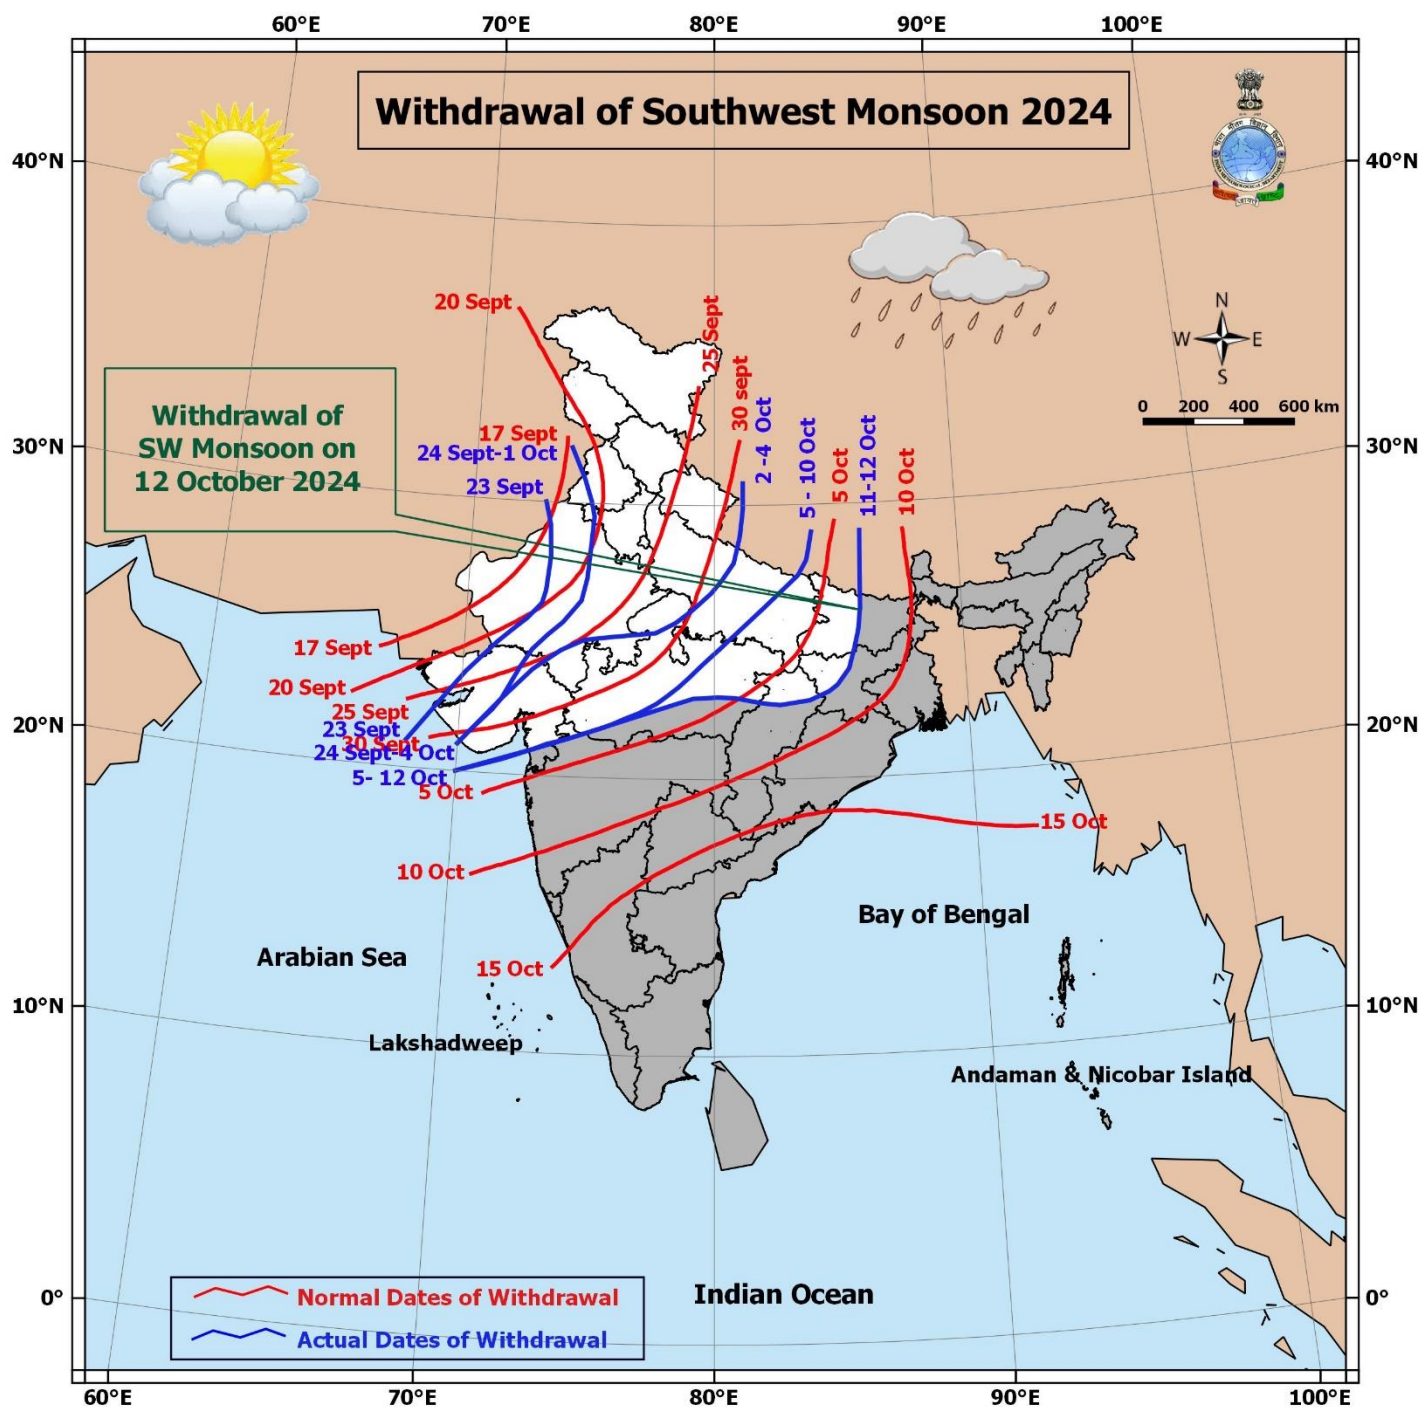 60°E 70°E 80°E 90°E 100°E
Withdrawal of Southwest Monsoon 2024
40°N 40°N
20 Sept
25 Sept
N
W E
S
30 sept
Withdrawal of
SW Monsoon on
12 October 2024
2 -4 Oct
0 200 400 600 km
17 Sept
24 Sept-1 Oct
23 Sept
30°N 30°N
5 - 10 Oct
5 Oct
11-12 Oct
10 Oct
17 Sept
20 Sept
25 Sept
23 Sept
30 Sept
24 Sept-4 Oct
5- 12 Oct
5 Oct
20°N 20°N
15 Oct
10 Oct
Bay of Bengal
Arabian Sea
15 Oct
10°N 10°N
Lakshadweep
Andaman & Nicobar Island
Indian Ocean
0° 0°
Normal Dates of Withdrawal
Actual Dates of Withdrawal
60°E 70°E 80°E 90°E 100°E